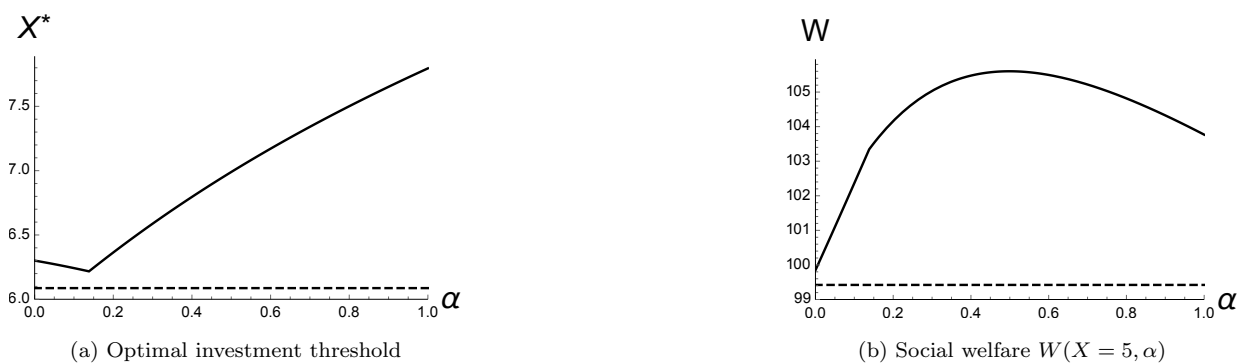 X*
7.5
7.0
6.5
6.0
0.0 0.2 0.4 0.6 0.8 1.0
α
(a) Optimal investment threshold
W
105
104
103
102
101
100
99
0.0 0.2 0.4 0.6 0.8 1.0
α
(b) Social welfare W(X = 5, α)